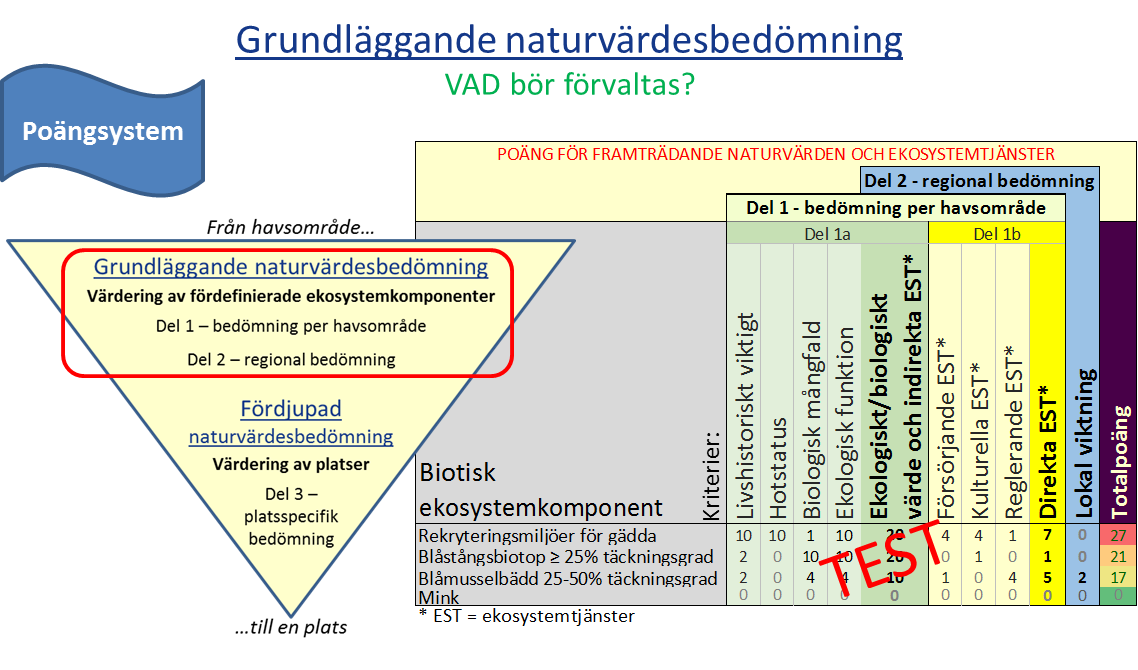 Grundläggande naturvärdesbedömning
VAD bör förvaltas?
Poängsystem
Från havsområde...
Grundläggande naturvärdesbedömning
Värdering av fördefinierade ekosystemkomponenter
Del 1 – bedömning per havsområde
Del 2 – regional bedömning
Fördjupad
naturvärdesbedömning
Värdering av platser
Del 3 –
platsspecifik
bedömning
...till en plats
POÄNG FÖR FRAMTRÄDANDE NATURVÄRDEN OCH EKOSYSTEMTJÄNSTER
Del 2 - regional bedömning
Del 1 - bedömning per havsområde
Del 1a
Del 1b
Biotisk
ekosystemkomponent
Kriterier:
Livshistoriskt viktigt
Hotstatus
Biologisk mångfald
Ekologisk funktion
Ekologiskt/biologiskt
värde och indirekta EST*
Försörjande EST*
Kulturella EST*
Reglerande EST*
Direkta EST*
Lokal viktning
Totalpoäng
Rekryteringsmiljöer för gädda 10 10 1 10 20 4 4 1 7 0 27
Blåstångsbiotop ≥ 25% täckningsgrad 2 0 10 10 20 0 1 0 1 0 21
Blåmusselbädd 25-50% täckningsgrad 2 0 4 4 10 1 0 4 5 2 17
Mink 0 0 0 0 0 0 0 0 0 0 0
TEST
* EST = ekosystemtjänster